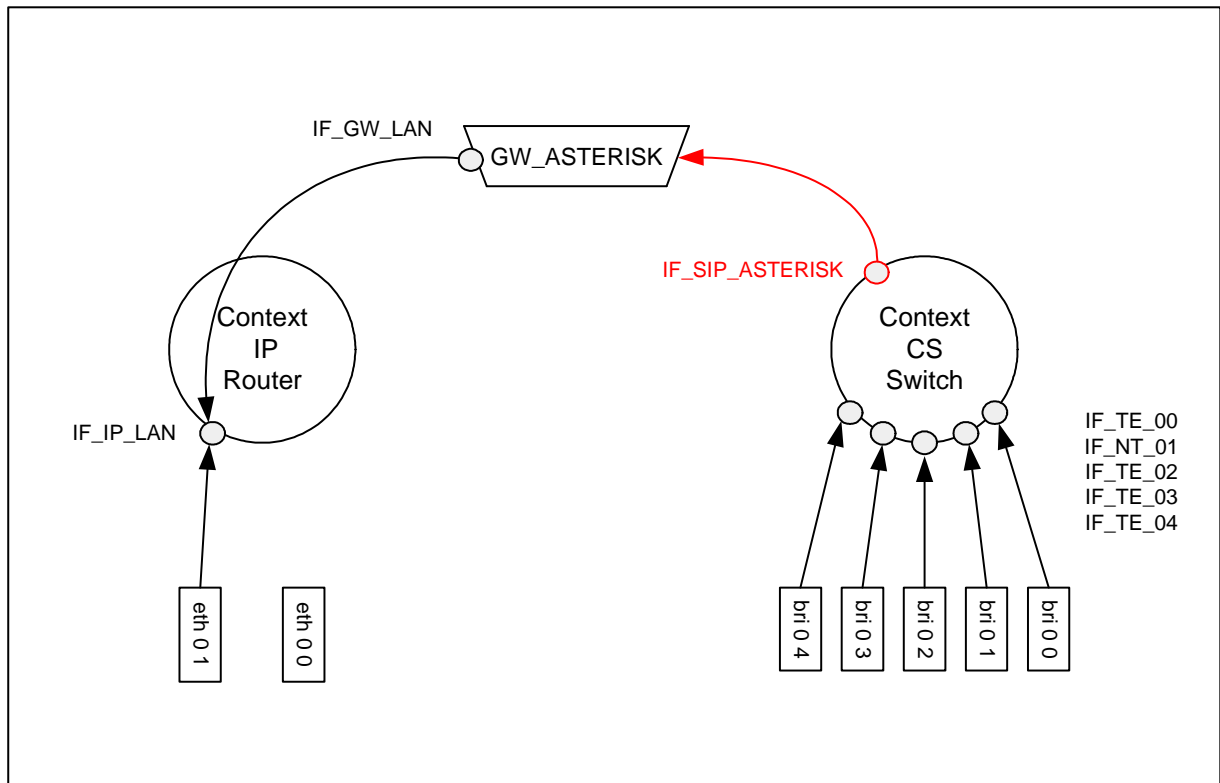 IF_GW_LAN
GW_ASTERISK
IF_SIP_ASTERISK
Context
IP
Router
Context
CS
Switch
IF_IP_LAN
IF_TE_00
IF_NT_01
IF_TE_02
IF_TE_03
IF_TE_04
eth 0 1
eth 0 0
bri 0 4
bri 0 3
bri 0 2
bri 0 1
bri 0 0